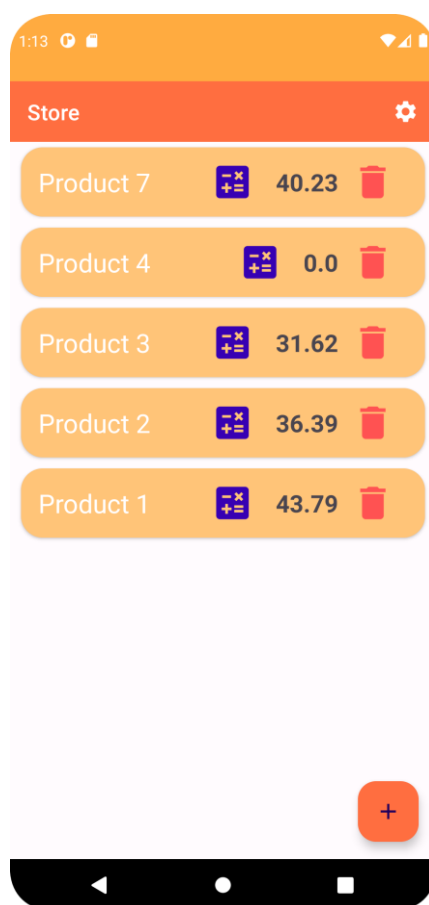 1:13
Store
Product 7 40.23
Product 4 0.0
Product 3 31.62
Product 2 36.39
Product 1 43.79
+